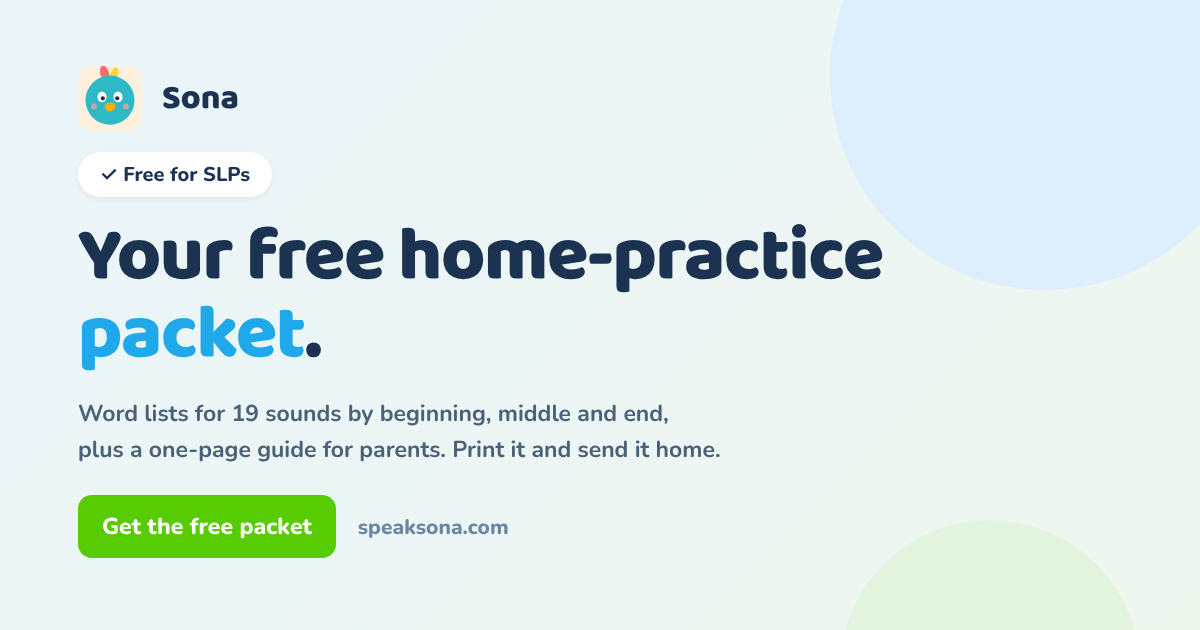 Sona
✓ Free for SLPs
Your free home-practice
packet.
Word lists for 19 sounds by beginning, middle and end,
plus a one-page guide for parents. Print it and send it home.
Get the free packet
speaksona.com